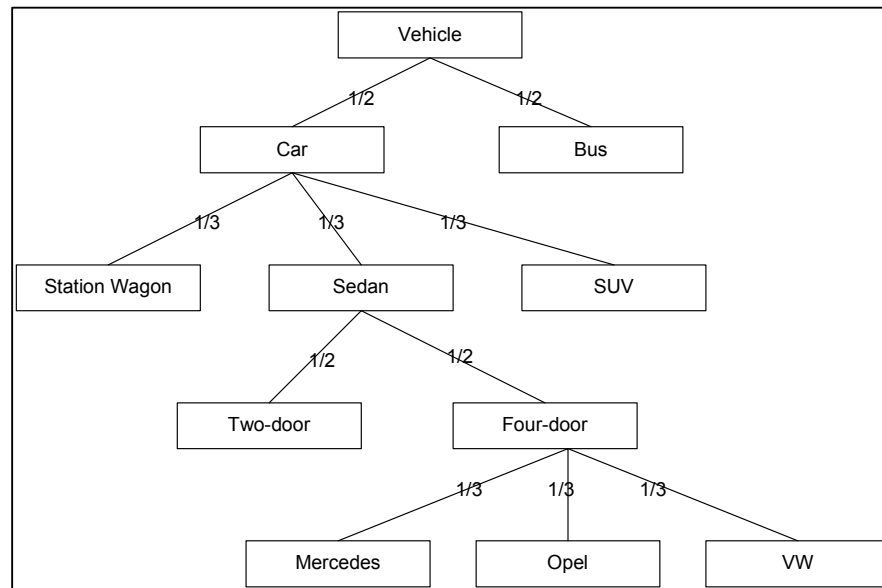 Vehicle
1/2 1/2
Car Bus
1/3 1/3 1/3
Station Wagon Sedan SUV
1/2 1/2
Two-door Four-door
1/3 1/3 1/3
Mercedes Opel VW